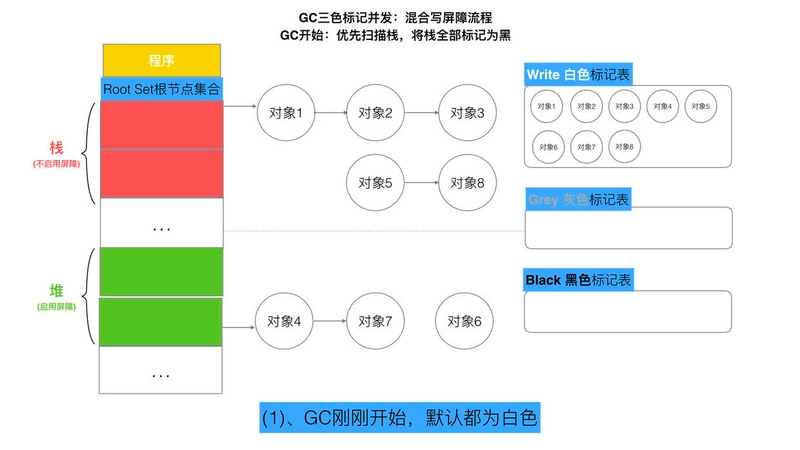 GC三色标记并发：混合写屏障流程
GC开始：优先扫描栈，将栈全部标记为黑
程序
Root Set根节点集合
栈
(不启用屏障)
...
堆
(启用屏障)
...
对象1
对象2
对象3
对象5
对象8
对象4
对象7
对象6
Write 白色标记表
对象1
对象2
对象3
对象4
对象5
对象6
对象7
对象8
Grey 灰色标记表
Black 黑色标记表
(1)、GC刚刚开始，默认都为白色